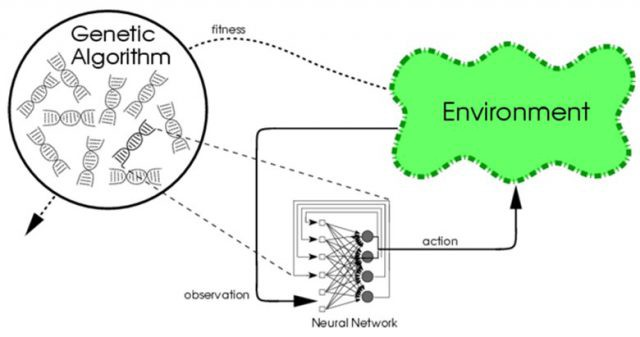 Genetic
Algorithm
fitness
Environment
action
observation
Neural Network